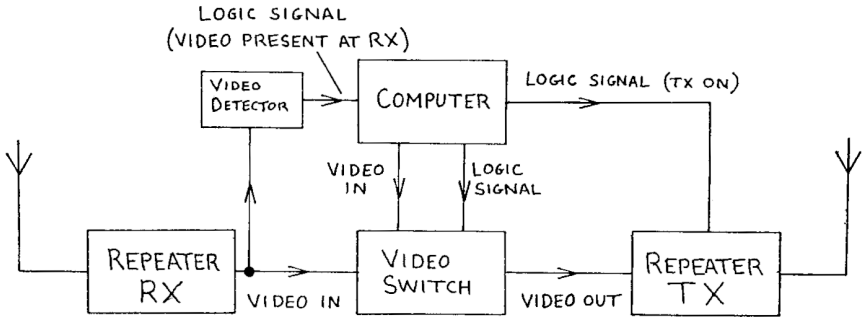 LOGIC SIGNAL
(VIDEO PRESENT AT RX)
VIDEO
DETECTOR
COMPUTER
LOGIC SIGNAL (TX ON)
VIDEO
IN
LOGIC
SIGNAL
REPEATER
RX
VIDEO IN
VIDEO
SWITCH
VIDEO OUT
REPEATER
TX